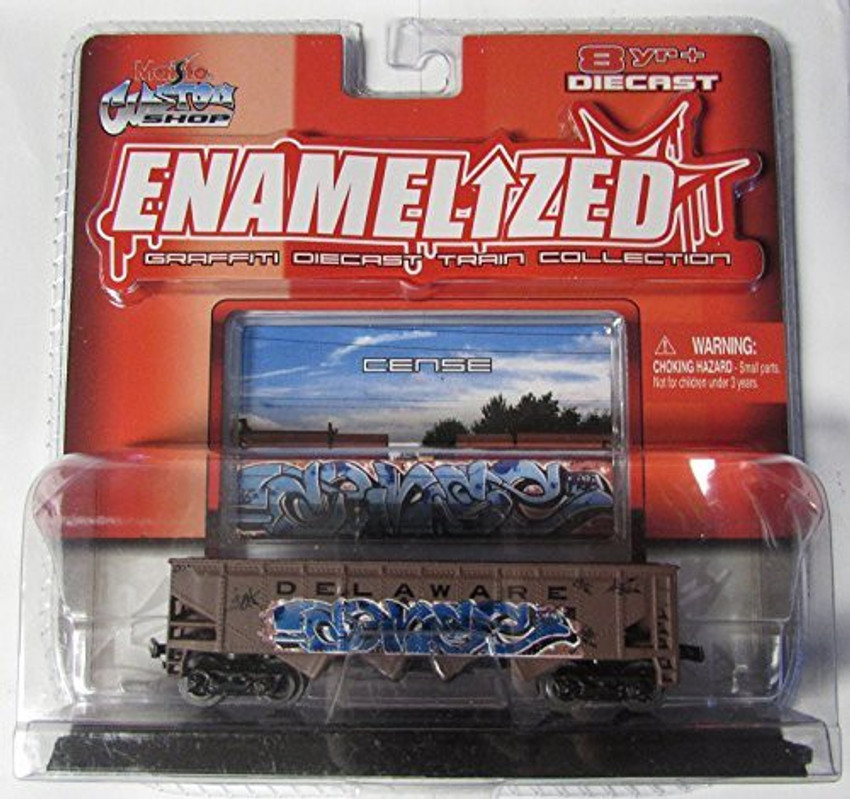 Maisto
CUSTOM
SHOP
8 yr+
DIECAST
ENAMELIZED
GRAFFITI DIECAST TRAIN COLLECTION
CENSE
WARNING:
CHOKING HAZARD - Small parts.
Not for children under 3 years.
DELAWARE